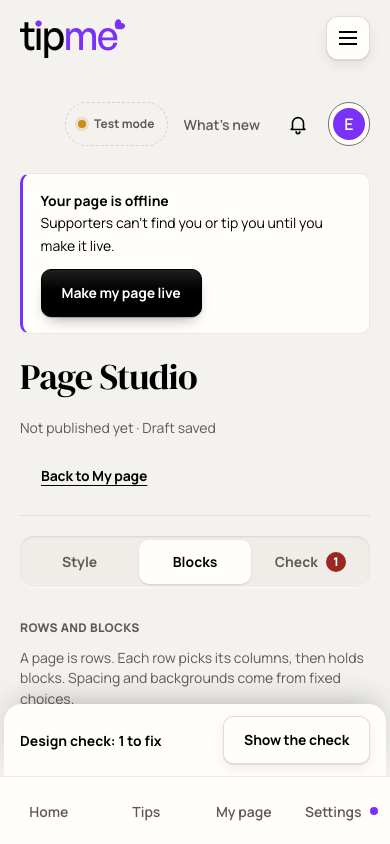 tipme
Test mode
What's new
E
Your page is offline
Supporters can't find you or tip you until you
make it live.
Make my page live
Page Studio
Not published yet · Draft saved
Back to My page
Style
Blocks
Check 1
ROWS AND BLOCKS
A page is rows. Each row picks its columns, then holds
blocks. Spacing and backgrounds come from fixed
choices.
Design check: 1 to fix
Show the check
Home
Tips
My page
Settings